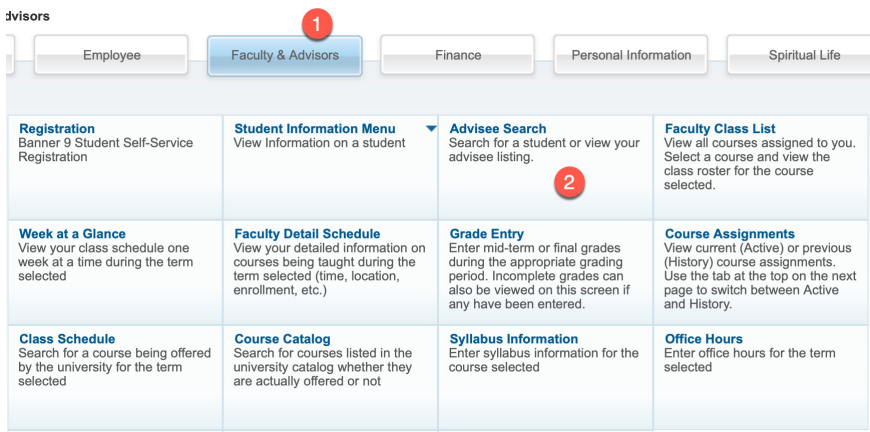 dvisors
1
Employee
Faculty & Advisors
Finance
Personal Information
Spiritual Life
Registration
Banner 9 Student Self-Service
Registration
Student Information Menu
View Information on a student
Advisee Search
Search for a student or view your
advisee listing.
2
Faculty Class List
View all courses assigned to you.
Select a course and view the
class roster for the course
selected.
Week at a Glance
View your class schedule one
week at a time during the term
selected
Faculty Detail Schedule
View your detailed information on
courses being taught during the
term selected (time, location,
enrollment, etc.)
Grade Entry
Enter mid-term or final grades
during the appropriate grading
period. Incomplete grades can
also be viewed on this screen if
any have been entered.
Course Assignments
View current (Active) or previous
(History) course assignments.
Use the tab at the top on the next
page to switch between Active
and History.
Class Schedule
Search for a course being offered
by the university for the term
selected
Course Catalog
Search for courses listed in the
university catalog whether they
are actually offered or not
Syllabus Information
Enter syllabus information for the
course selected
Office Hours
Enter office hours for the term
selected